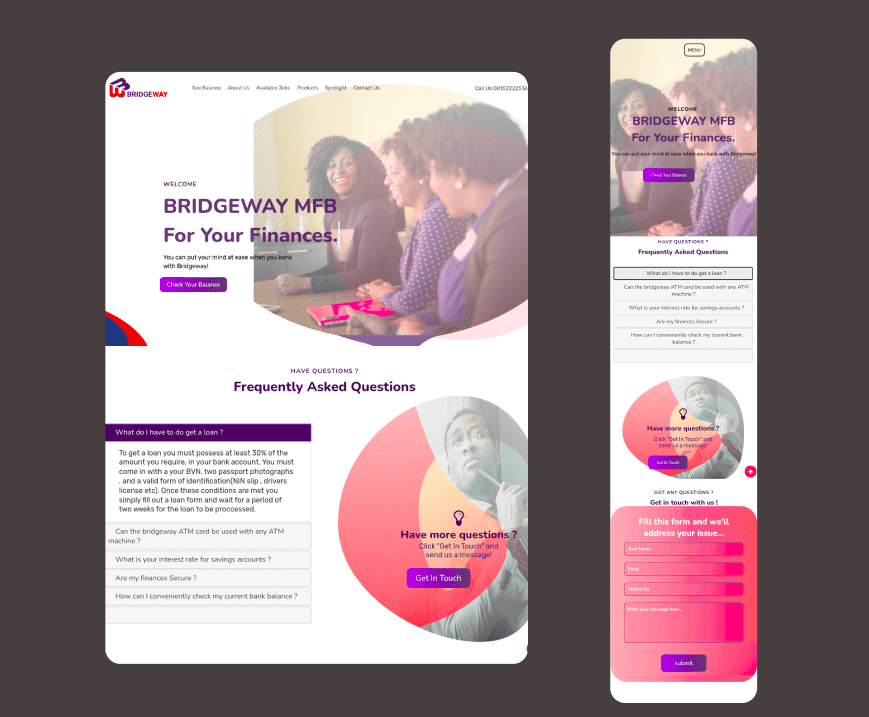 BRIDGEWAY
See Balance About Us Available Jobs Products Spotlight Contact Us
Call Us:08152222536
WELCOME
BRIDGEWAY MFB
For Your Finances.
You can put your mind at ease when you bank
with Bridgeway!
Check Your Balance
HAVE QUESTIONS ?
Frequently Asked Questions
What do I have to do get a loan ?
To get a loan you must possess at least 30% of the
amount you require, in your bank account. You must
come in with a your BVN, two passport photographs
, and a valid form of identification(NIN slip , drivers
license etc). Once these conditions are met you
simply fill out a loan form and wait for a period of
two weeks for the loan to be proccessed.
Can the bridgeway ATM card be used with any ATM
machine ?
What is your interest rate for savings accounts ?
Are my finances Secure ?
How can I conveniently check my current bank balance ?
Have more questions ?
Click "Get In Touch" and
send us a message!
Get In Touch
MENU
WELCOME
BRIDGEWAY MFB
For Your Finances.
You can put your mind at ease when you bank with Bridgeway!
Check Your Balance
HAVE QUESTIONS ?
Frequently Asked Questions
What do I have to do get a loan ?
Can the bridgeway ATM card be used with any ATM
machine ?
What is your interest rate for savings accounts ?
Are my finances Secure ?
How can I conveniently check my current bank
balance ?
Have more questions ?
Click "Get In Touch" and
send us a message!
Get In Touch
GOT ANY QUESTIONS ?
Get in touch with us !
Fill this form and we'll
address your issue...
Your Name
Email
Mobile No
Write your message here...
submit